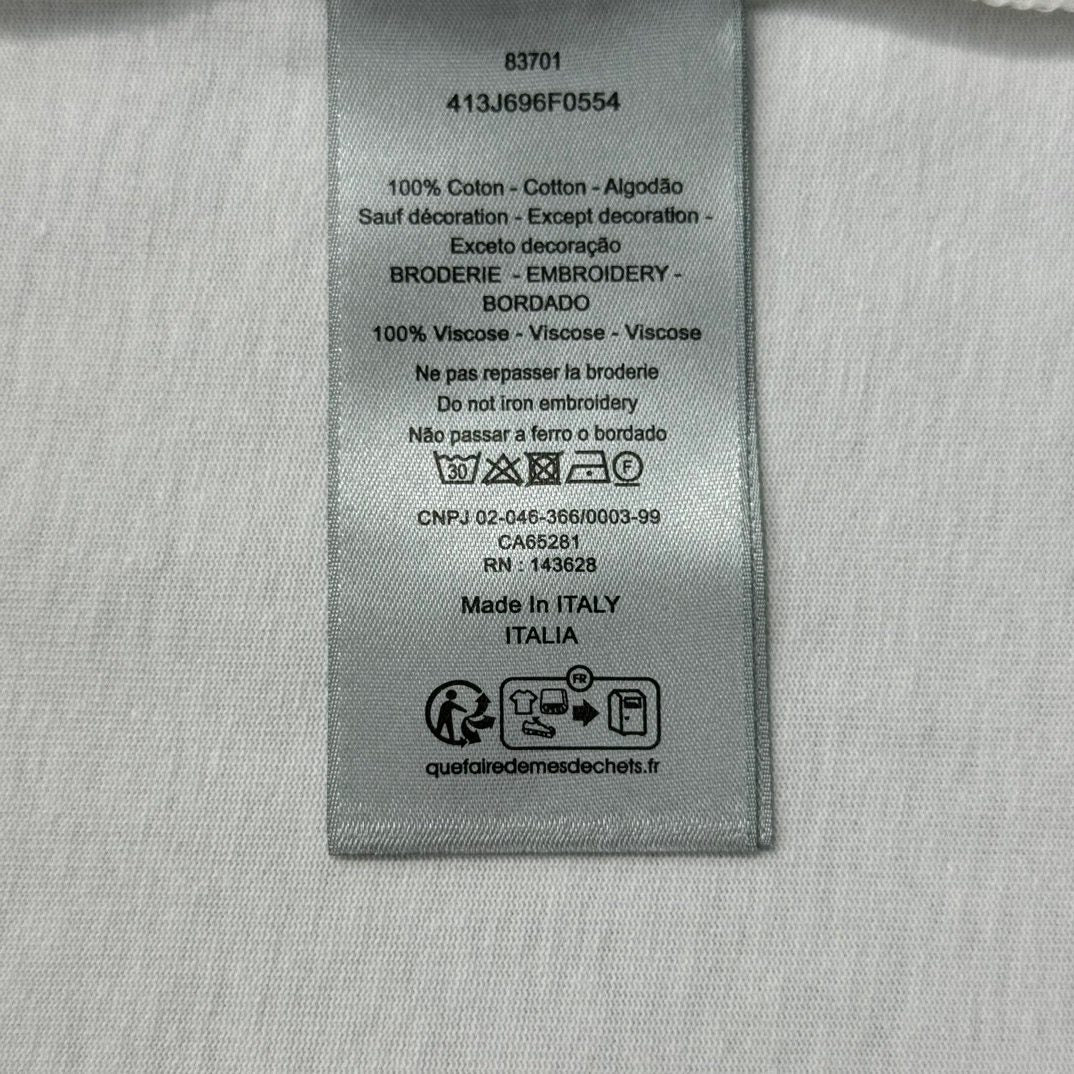 83701
413J696F0554
100% Coton - Cotton - Algodão
Sauf décoration - Except decoration -
Exceto decoração
BRODERIE - EMBROIDERY -
BORDADO
100% Viscose - Viscose - Viscose
Ne pas repasser la broderie
Do not iron embroidery
Não passar a ferro o bordado
30 F
CNPJ 02-046-366/0003-99
CA65281
RN : 143628
Made In ITALY
ITALIA
FR
quefairedemesdechets.fr